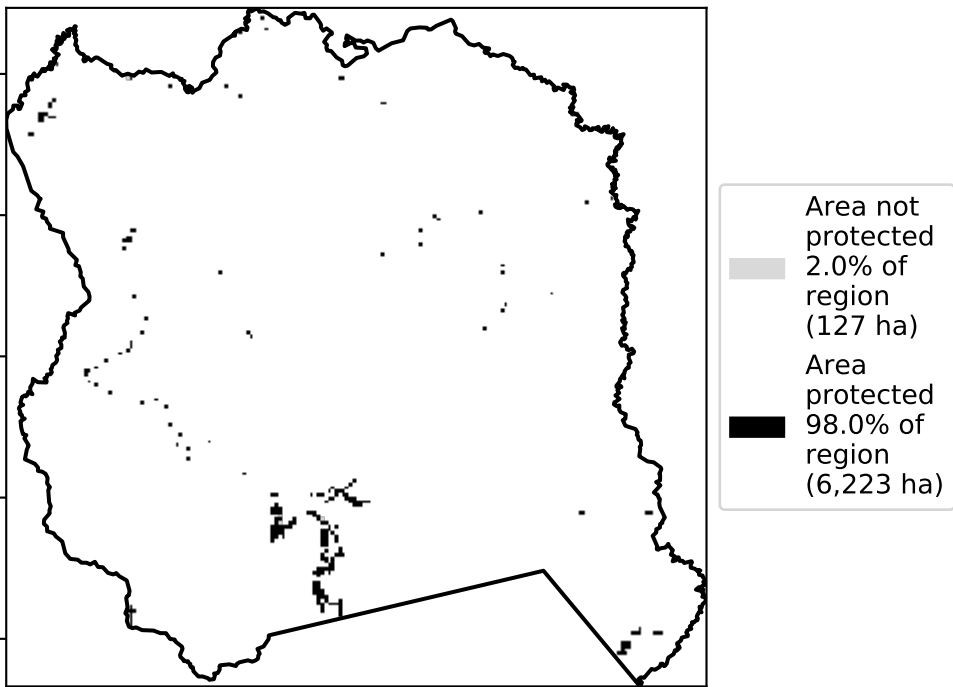 Area not
protected
2.0% of
region
(127 ha)
Area
protected
98.0% of
region
(6,223 ha)